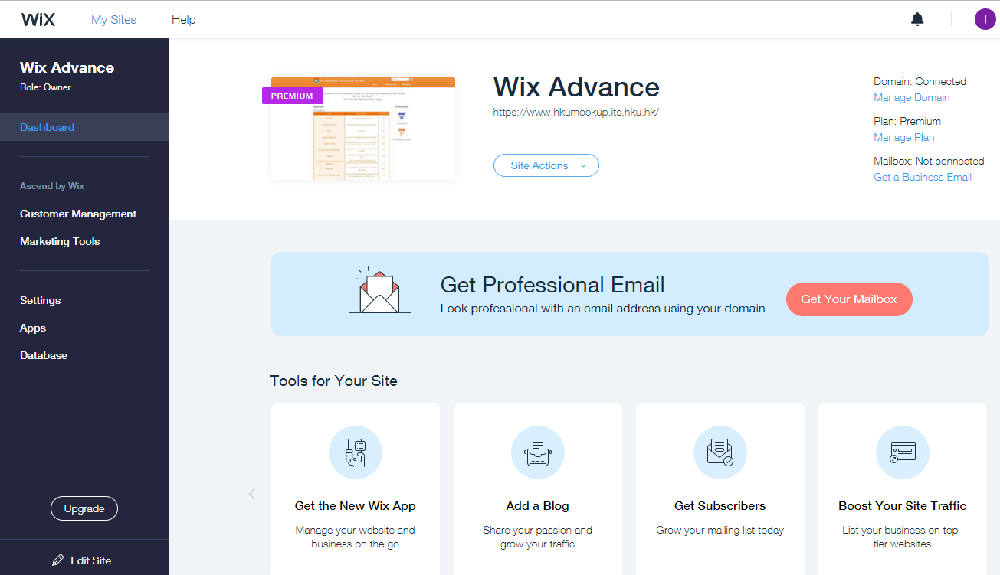 WiX
My Sites
Help
I
Wix Advance
Role: Owner
Dashboard
Ascend by Wix
Customer Management
Marketing Tools
Settings
Apps
Database
Upgrade
Edit Site
PREMIUM
Wix Advance
https://www.hkumookup.its.hku.hk/
Site Actions
Domain: Connected
Manage Domain
Plan: Premium
Manage Plan
Mailbox: Not connected
Get a Business Email
Get Professional Email
Look professional with an email address using your domain
Get Your Mailbox
Tools for Your Site
Get the New Wix App
Manage your website and
business on the go
Add a Blog
Share your passion and
grow your traffic
Get Subscribers
Grow your mailing list today
Boost Your Site Traffic
List your business on top-
tier websites